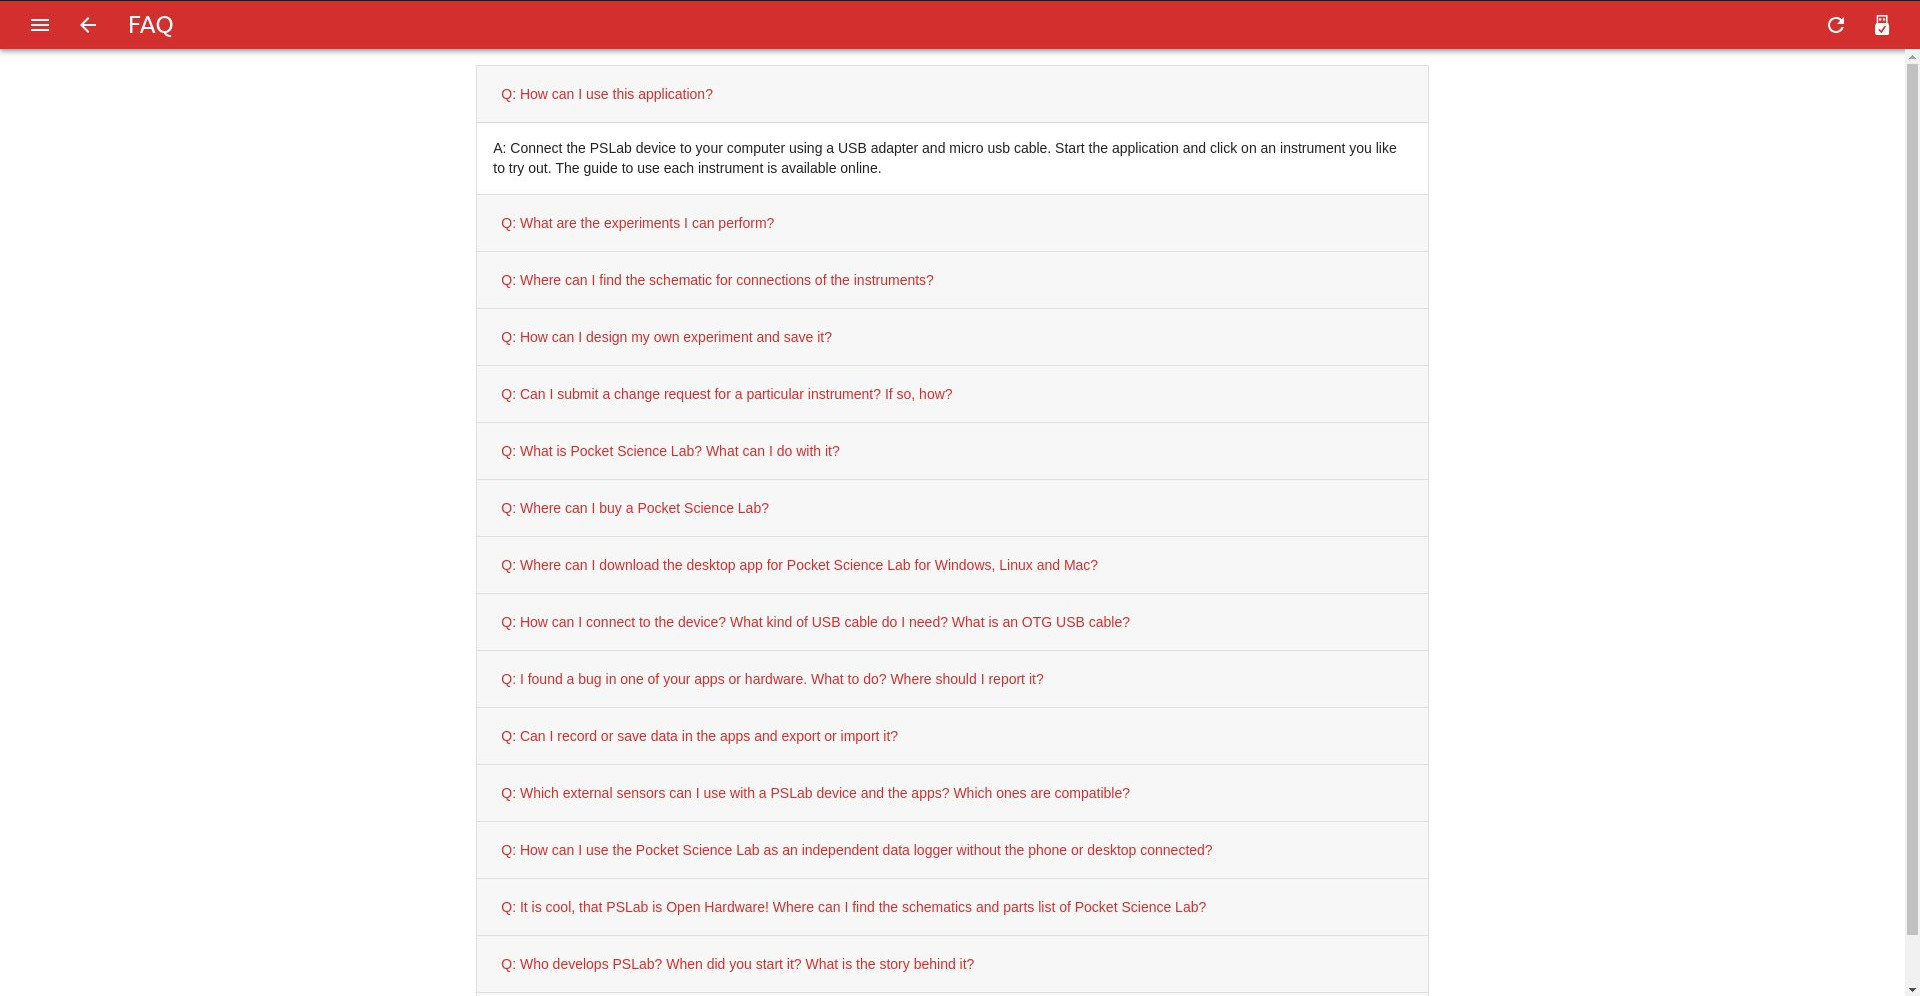 FAQ
Q: How can I use this application?
A: Connect the PSLab device to your computer using a USB adapter and micro usb cable. Start the application and click on an instrument you like
to try out. The guide to use each instrument is available online.
Q: What are the experiments I can perform?
Q: Where can I find the schematic for connections of the instruments?
Q: How can I design my own experiment and save it?
Q: Can I submit a change request for a particular instrument? If so, how?
Q: What is Pocket Science Lab? What can I do with it?
Q: Where can I buy a Pocket Science Lab?
Q: Where can I download the desktop app for Pocket Science Lab for Windows, Linux and Mac?
Q: How can I connect to the device? What kind of USB cable do I need? What is an OTG USB cable?
Q: I found a bug in one of your apps or hardware. What to do? Where should I report it?
Q: Can I record or save data in the apps and export or import it?
Q: Which external sensors can I use with a PSLab device and the apps? Which ones are compatible?
Q: How can I use the Pocket Science Lab as an independent data logger without the phone or desktop connected?
Q: It is cool, that PSLab is Open Hardware! Where can I find the schematics and parts list of Pocket Science Lab?
Q: Who develops PSLab? When did you start it? What is the story behind it?